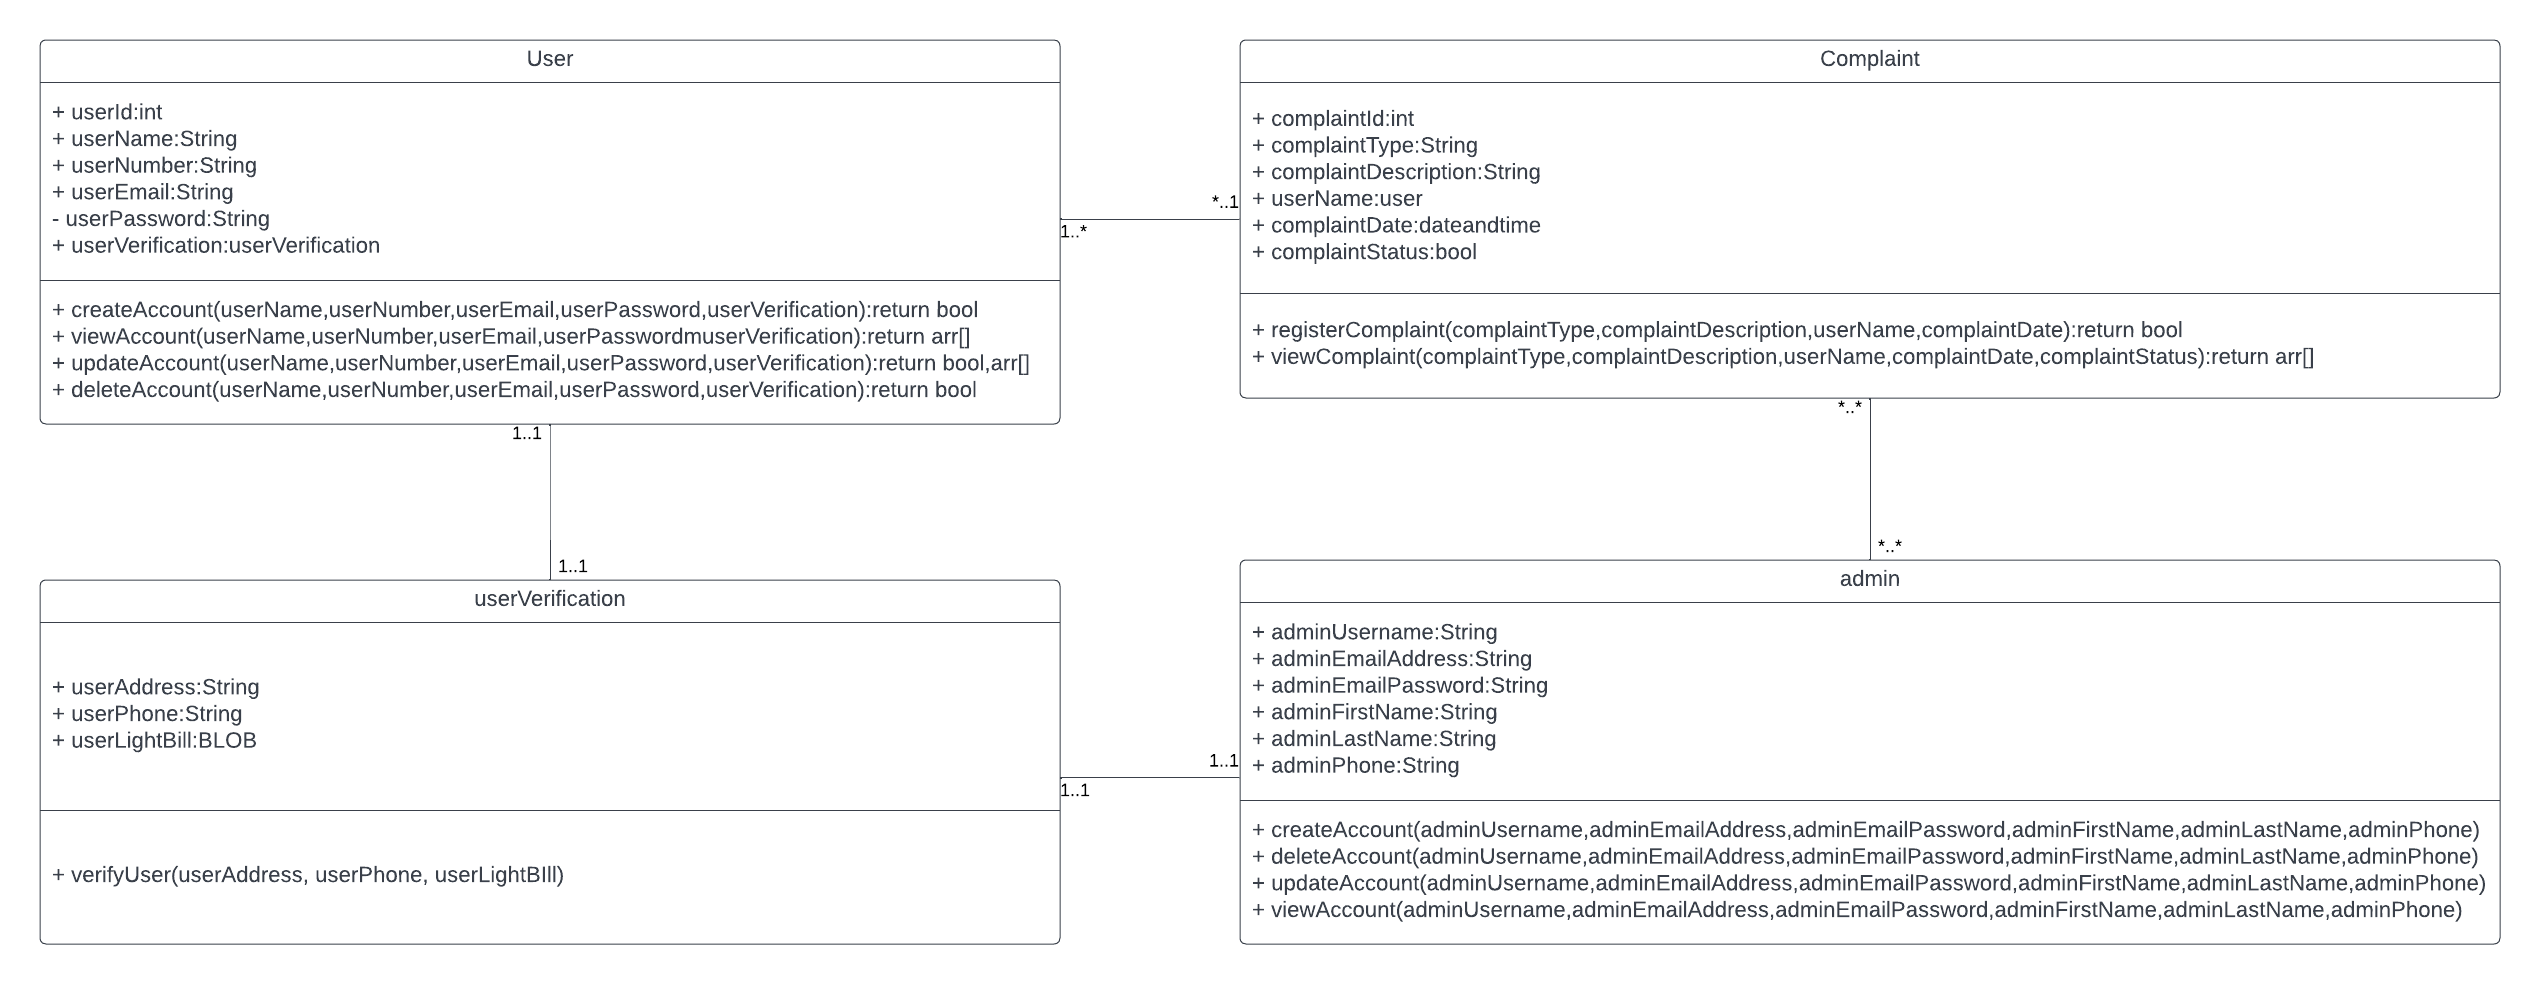 User
+ userId:int
+ userName:String
+ userNumber:String
+ userEmail:String
- userPassword:String
+ userVerification:userVerification
+ createAccount(userName,userNumber,userEmail,userPassword,userVerification):return bool
+ viewAccount(userName,userNumber,userEmail,userPasswordmuserVerification):return arr[]
+ updateAccount(userName,userNumber,userEmail,userPassword,userVerification):return bool,arr[]
+ deleteAccount(userName,userNumber,userEmail,userPassword,userVerification):return bool
*..1
1..*
Complaint
+ complaintId:int
+ complaintType:String
+ complaintDescription:String
+ userName:user
+ complaintDate:dateandtime
+ complaintStatus:bool
+ registerComplaint(complaintType,complaintDescription,userName,complaintDate):return bool
+ viewComplaint(complaintType,complaintDescription,userName,complaintDate,complaintStatus):return arr[]
1..1
1..1
*..*
*..*
userVerification
+ userAddress:String
+ userPhone:String
+ userLightBill:BLOB
+ verifyUser(userAddress, userPhone, userLightBIll)
1..1
1..1
admin
+ adminUsername:String
+ adminEmailAddress:String
+ adminEmailPassword:String
+ adminFirstName:String
+ adminLastName:String
+ adminPhone:String
+ createAccount(adminUsername,adminEmailAddress,adminEmailPassword,adminFirstName,adminLastName,adminPhone)
+ deleteAccount(adminUsername,adminEmailAddress,adminEmailPassword,adminFirstName,adminLastName,adminPhone)
+ updateAccount(adminUsername,adminEmailAddress,adminEmailPassword,adminFirstName,adminLastName,adminPhone)
+ viewAccount(adminUsername,adminEmailAddress,adminEmailPassword,adminFirstName,adminLastName,adminPhone)